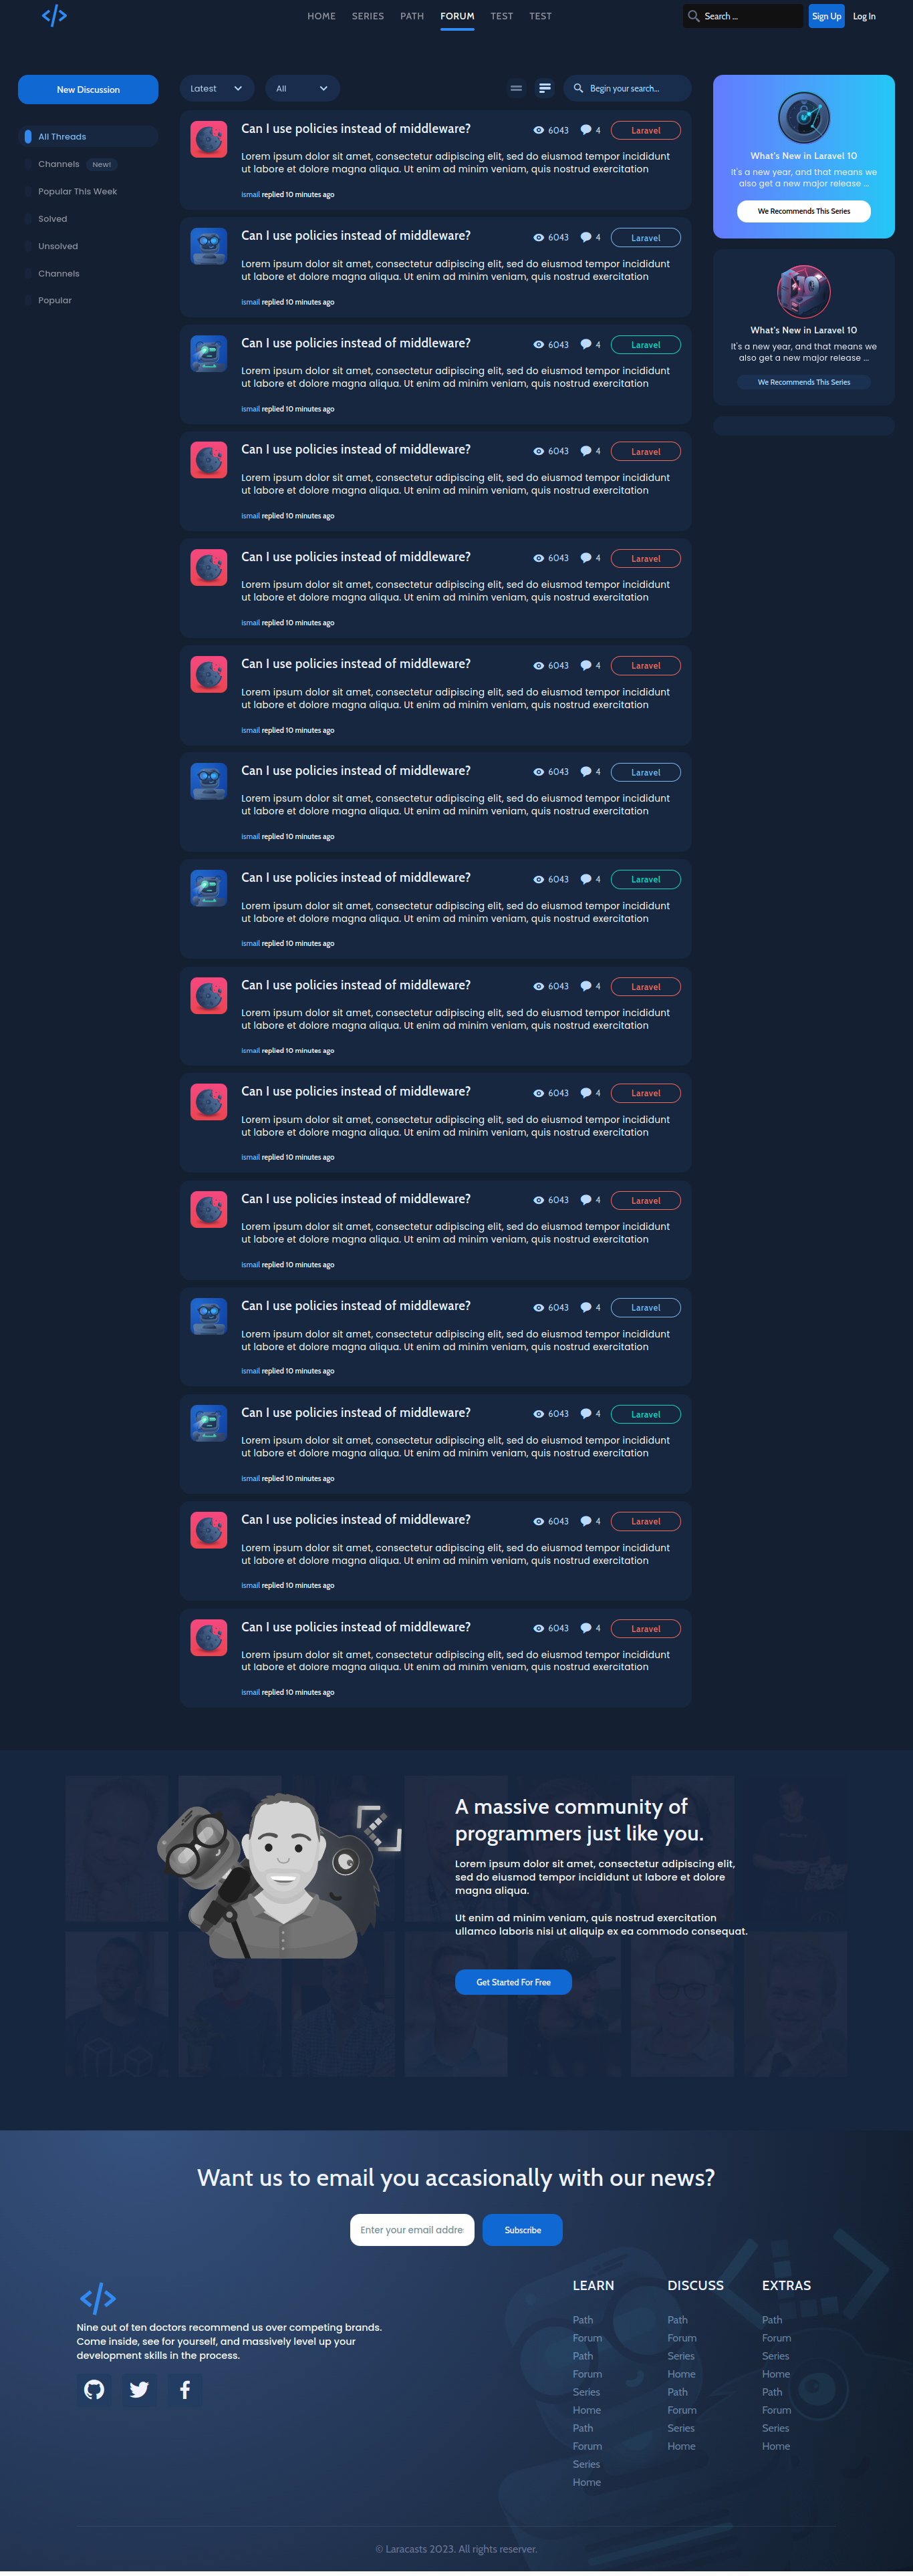 HOME SERIES PATH FORUM TEST TEST
Search ...
Sign Up
Log In
New Discussion
All Threads
Channels New!
Popular This Week
Solved
Unsolved
Channels
Popular
Latest
All
Begin your search...
Can I use policies instead of middleware? 6043 4 Laravel
Lorem ipsum dolor sit amet, consectetur adipiscing elit, sed do eiusmod tempor incididunt
ut labore et dolore magna aliqua. Ut enim ad minim veniam, quis nostrud exercitation
ismail replied 10 minutes ago
Can I use policies instead of middleware? 6043 4 Laravel
Lorem ipsum dolor sit amet, consectetur adipiscing elit, sed do eiusmod tempor incididunt
ut labore et dolore magna aliqua. Ut enim ad minim veniam, quis nostrud exercitation
ismail replied 10 minutes ago
Can I use policies instead of middleware? 6043 4 Laravel
Lorem ipsum dolor sit amet, consectetur adipiscing elit, sed do eiusmod tempor incididunt
ut labore et dolore magna aliqua. Ut enim ad minim veniam, quis nostrud exercitation
ismail replied 10 minutes ago
Can I use policies instead of middleware? 6043 4 Laravel
Lorem ipsum dolor sit amet, consectetur adipiscing elit, sed do eiusmod tempor incididunt
ut labore et dolore magna aliqua. Ut enim ad minim veniam, quis nostrud exercitation
ismail replied 10 minutes ago
Can I use policies instead of middleware? 6043 4 Laravel
Lorem ipsum dolor sit amet, consectetur adipiscing elit, sed do eiusmod tempor incididunt
ut labore et dolore magna aliqua. Ut enim ad minim veniam, quis nostrud exercitation
ismail replied 10 minutes ago
Can I use policies instead of middleware? 6043 4 Laravel
Lorem ipsum dolor sit amet, consectetur adipiscing elit, sed do eiusmod tempor incididunt
ut labore et dolore magna aliqua. Ut enim ad minim veniam, quis nostrud exercitation
ismail replied 10 minutes ago
Can I use policies instead of middleware? 6043 4 Laravel
Lorem ipsum dolor sit amet, consectetur adipiscing elit, sed do eiusmod tempor incididunt
ut labore et dolore magna aliqua. Ut enim ad minim veniam, quis nostrud exercitation
ismail replied 10 minutes ago
Can I use policies instead of middleware? 6043 4 Laravel
Lorem ipsum dolor sit amet, consectetur adipiscing elit, sed do eiusmod tempor incididunt
ut labore et dolore magna aliqua. Ut enim ad minim veniam, quis nostrud exercitation
ismail replied 10 minutes ago
Can I use policies instead of middleware? 6043 4 Laravel
Lorem ipsum dolor sit amet, consectetur adipiscing elit, sed do eiusmod tempor incididunt
ut labore et dolore magna aliqua. Ut enim ad minim veniam, quis nostrud exercitation
ismail replied 10 minutes ago
Can I use policies instead of middleware? 6043 4 Laravel
Lorem ipsum dolor sit amet, consectetur adipiscing elit, sed do eiusmod tempor incididunt
ut labore et dolore magna aliqua. Ut enim ad minim veniam, quis nostrud exercitation
ismail replied 10 minutes ago
Can I use policies instead of middleware? 6043 4 Laravel
Lorem ipsum dolor sit amet, consectetur adipiscing elit, sed do eiusmod tempor incididunt
ut labore et dolore magna aliqua. Ut enim ad minim veniam, quis nostrud exercitation
ismail replied 10 minutes ago
Can I use policies instead of middleware? 6043 4 Laravel
Lorem ipsum dolor sit amet, consectetur adipiscing elit, sed do eiusmod tempor incididunt
ut labore et dolore magna aliqua. Ut enim ad minim veniam, quis nostrud exercitation
ismail replied 10 minutes ago
Can I use policies instead of middleware? 6043 4 Laravel
Lorem ipsum dolor sit amet, consectetur adipiscing elit, sed do eiusmod tempor incididunt
ut labore et dolore magna aliqua. Ut enim ad minim veniam, quis nostrud exercitation
ismail replied 10 minutes ago
Can I use policies instead of middleware? 6043 4 Laravel
Lorem ipsum dolor sit amet, consectetur adipiscing elit, sed do eiusmod tempor incididunt
ut labore et dolore magna aliqua. Ut enim ad minim veniam, quis nostrud exercitation
ismail replied 10 minutes ago
Can I use policies instead of middleware? 6043 4 Laravel
Lorem ipsum dolor sit amet, consectetur adipiscing elit, sed do eiusmod tempor incididunt
ut labore et dolore magna aliqua. Ut enim ad minim veniam, quis nostrud exercitation
ismail replied 10 minutes ago
What's New in Laravel 10
It's a new year, and that means we
also get a new major release ...
We Recommends This Series
What's New in Laravel 10
It's a new year, and that means we
also get a new major release ...
We Recommends This Series
A massive community of
programmers just like you.
Lorem ipsum dolor sit amet, consectetur adipiscing elit,
sed do eiusmod tempor incididunt ut labore et dolore
magna aliqua.
Ut enim ad minim veniam, quis nostrud exercitation
ullamco laboris nisi ut aliquip ex ea commodo consequat.
Get Started For Free
Want us to email you accasionally with our news?
Enter your email addre
Subscribe
Nine out of ten doctors recommend us over competing brands.
Come inside, see for yourself, and massively level up your
development skills in the process.
LEARN
Path
Forum
Path
Forum
Series
Home
Path
Forum
Series
Home
DISCUSS
Path
Forum
Series
Home
Path
Forum
Series
Home
EXTRAS
Path
Forum
Series
Home
Path
Forum
Series
Home
© Laracasts 2023. All rights reserver.